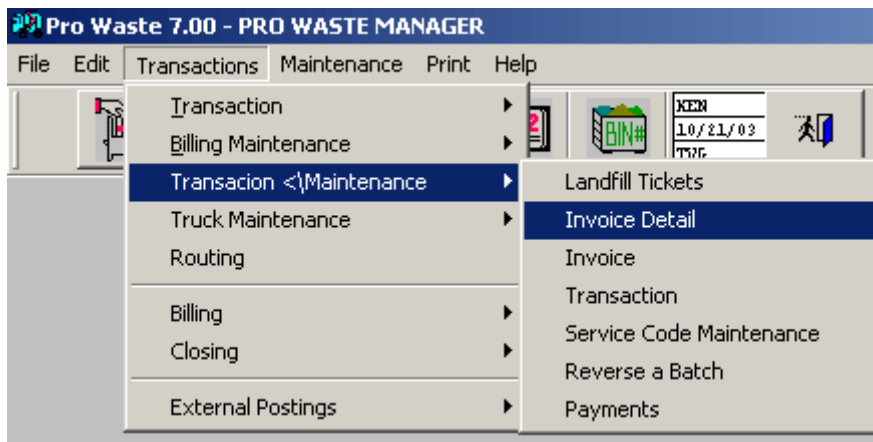 Pro Waste 7.00 - PRO WASTE MANAGER
File Edit Transactions Maintenance Print Help
BIN#
KEN
10/21/03
Transaction
Billing Maintenance
Transacion <\Maintenance
Truck Maintenance
Routing
Billing
Closing
External Postings
Landfill Tickets
Invoice Detail
Invoice
Transaction
Service Code Maintenance
Reverse a Batch
Payments